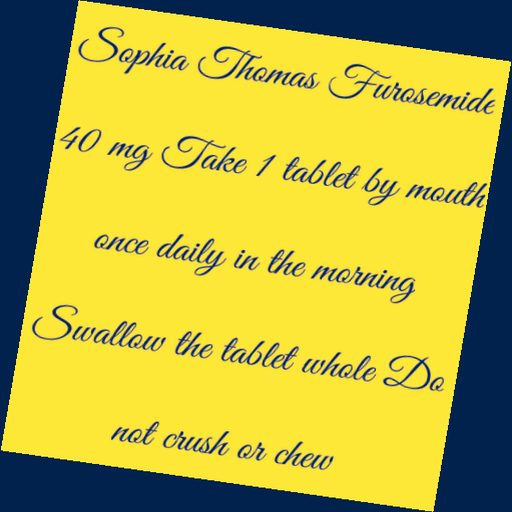 Sophia Thomas Furosemide
40 mg Take 1 tablet by mouth
once daily in the morning
Swallow the tablet whole Do
not crush or chew